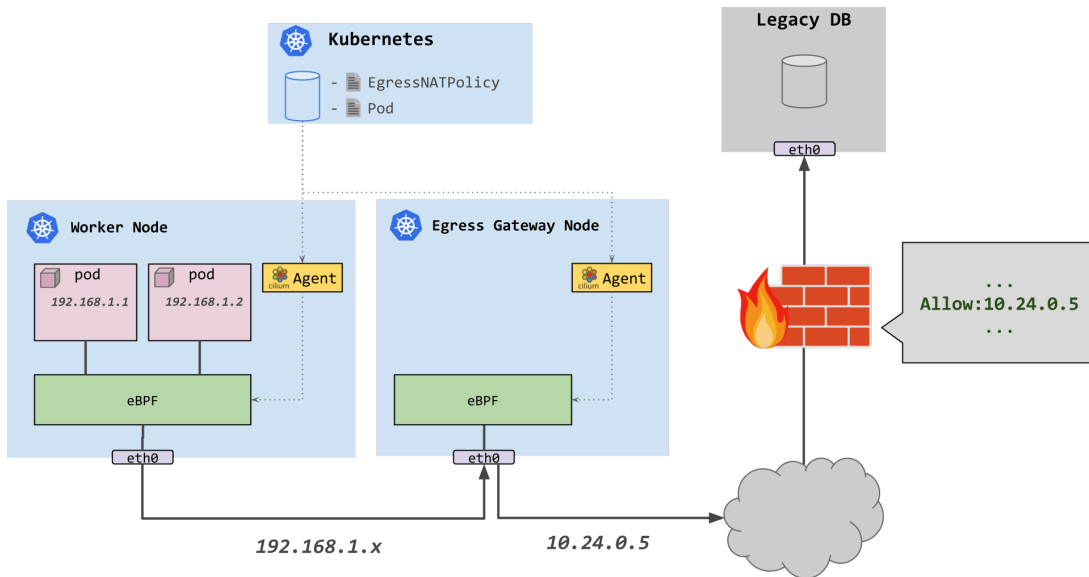 Legacy DB
Kubernetes
- EgressNATPolicy
- Pod
eth0
Worker Node
Egress Gateway Node
pod
192.168.1.1
pod
192.168.1.2
cilium
Agent
cilium
Agent
...
Allow:10.24.0.5
...
eBPF
eBPF
eth0
eth0
192.168.1.x
10.24.0.5